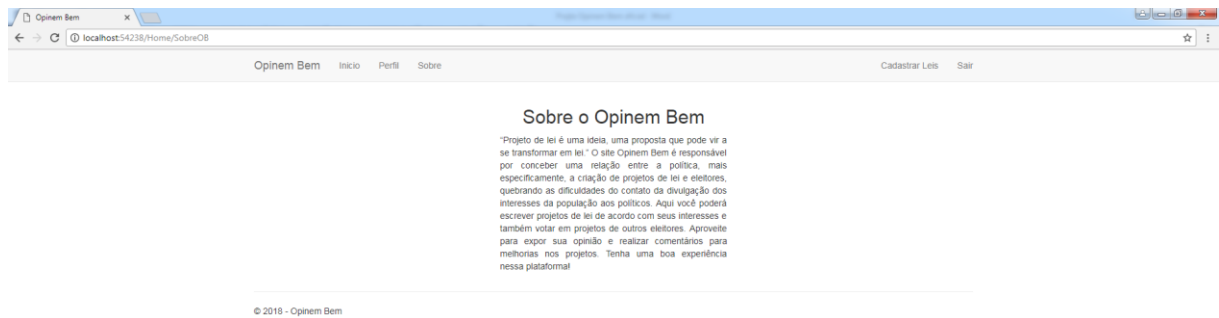 Opinem Bem
localhost:54238/Home/SobreOB
Opinem Bem Inicio Perfil Sobre Cadastrar Leis Sair
Sobre o Opinem Bem
"Projeto de lei é uma ideia, uma proposta que pode vir a
se transformar em lei." O site Opinem Bem é responsável
por conceber uma relação entre a política, mais
especificamente, a criação de projetos de lei e eleitores,
quebrando as dificuldades do contato da divulgação dos
interesses da população aos políticos. Aqui você poderá
escrever projetos de lei de acordo com seus interesses e
também votar em projetos de outros eleitores. Aproveite
para expor sua opinião e realizar comentários para
melhorias nos projetos. Tenha uma boa experiência
nessa plataforma!
© 2018 - Opinem Bem